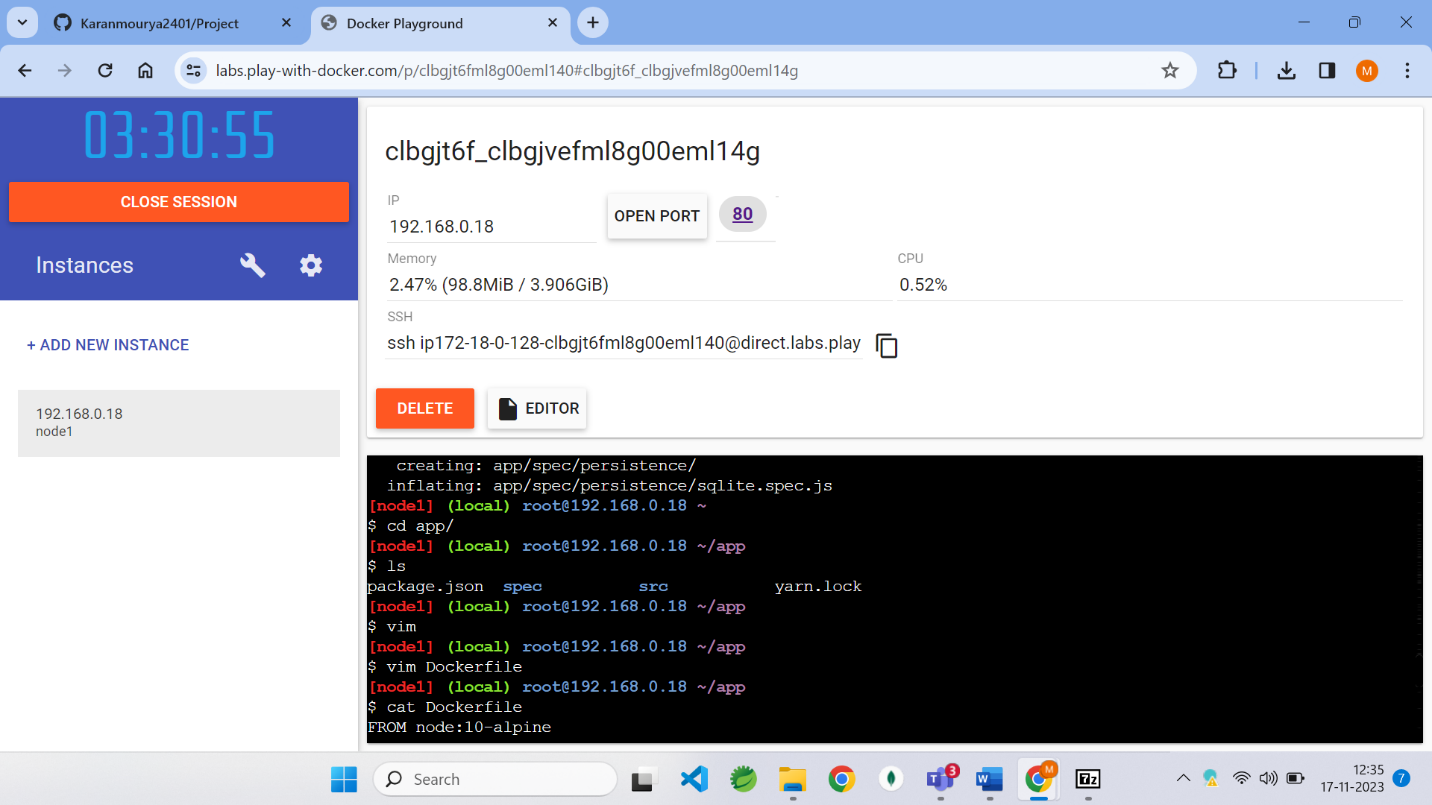 Karanmourya2401/Project
Docker Playground
labs.play-with-docker.com/p/clbgjt6fml8g00eml140#clbgjt6f_clbgjvefml8g00eml14g
M
03:30:55
CLOSE SESSION
Instances
+ ADD NEW INSTANCE
192.168.0.18
node1
clbgjt6f_clbgjvefml8g00eml14g
IP
192.168.0.18
OPEN PORT
80
Memory
2.47% (98.8MiB / 3.906GiB)
CPU
0.52%
SSH
ssh ip172-18-0-128-clbgjt6fml8g00eml140@direct.labs.play
DELETE
EDITOR
creating: app/spec/persistence/
inflating: app/spec/persistence/sqlite.spec.js
[node1] (local) root@192.168.0.18 ~
$ cd app/
[node1] (local) root@192.168.0.18 ~/app
$ ls
package.json spec src yarn.lock
[node1] (local) root@192.168.0.18 ~/app
$ vim
[node1] (local) root@192.168.0.18 ~/app
$ vim Dockerfile
[node1] (local) root@192.168.0.18 ~/app
$ cat Dockerfile
FROM node:10-alpine
Search
3
M
7z
12:35
17-11-2023
7